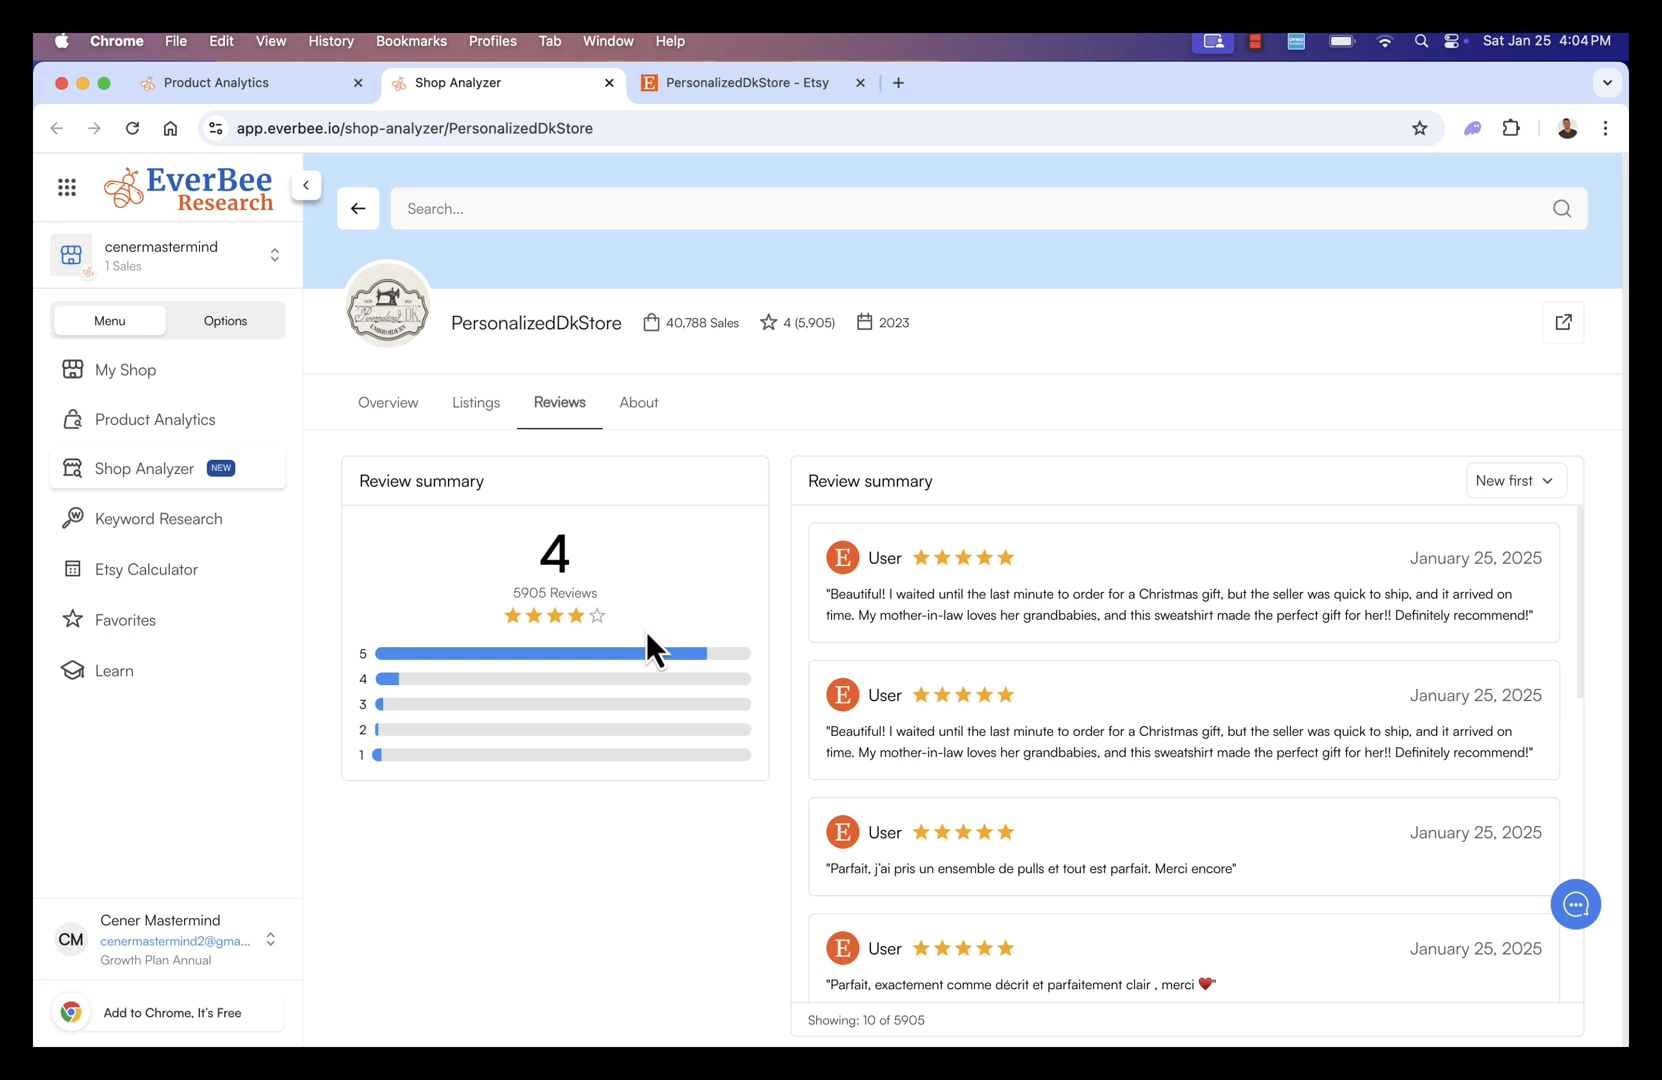 Chrome File Edit View History Bookmarks Profiles Tab Window Help
Sat Jan 25 4:04 PM
Product Analytics
Shop Analyzer
E PersonalizedDkStore - Etsy
app.everbee.io/shop-analyzer/PersonalizedDkStore
EverBee
Research
Search...
cenermastermind
1 Sales
Menu Options
My Shop
Product Analytics
Shop Analyzer NEW
Keyword Research
Etsy Calculator
Favorites
Learn
CM
Cener Mastermind
cenermastermind2@gma...
Growth Plan Annual
Add to Chrome, It's Free
PersonalizedDkStore 40,788 Sales 4 (5,905) 2023
Overview Listings Reviews About
Review summary
4
5905 Reviews
5
4
3
2
1
Review summary New first
E User January 25, 2025
"Beautiful! I waited until the last minute to order for a Christmas gift, but the seller was quick to ship, and it arrived on
time. My mother-in-law loves her grandbabies, and this sweatshirt made the perfect gift for her!! Definitely recommend!"
E User January 25, 2025
"Beautiful! I waited until the last minute to order for a Christmas gift, but the seller was quick to ship, and it arrived on
time. My mother-in-law loves her grandbabies, and this sweatshirt made the perfect gift for her!! Definitely recommend!"
E User January 25, 2025
"Parfait, j'ai pris un ensemble de pulls et tout est parfait. Merci encore"
E User January 25, 2025
"Parfait, exactement comme décrit et parfaitement clair , merci ❤️"
Showing: 10 of 5905